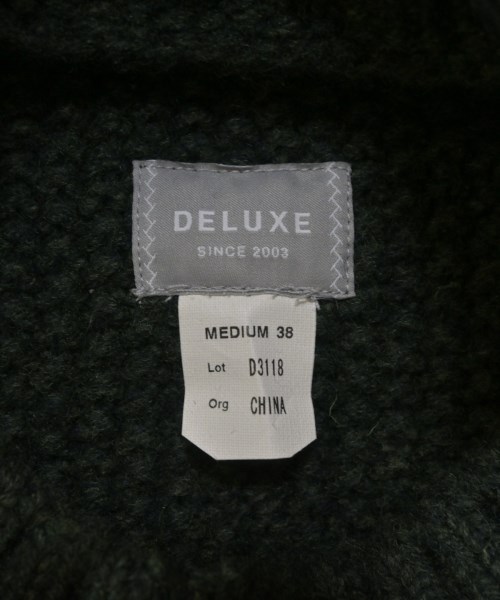 DELUXE
SINCE 2003
MEDIUM 38
Lot D3118
Org CHINA